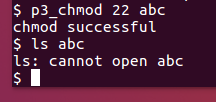 $ p3_chmod 22 abc
chmod successful
$ ls abc
ls: cannot open abc
$